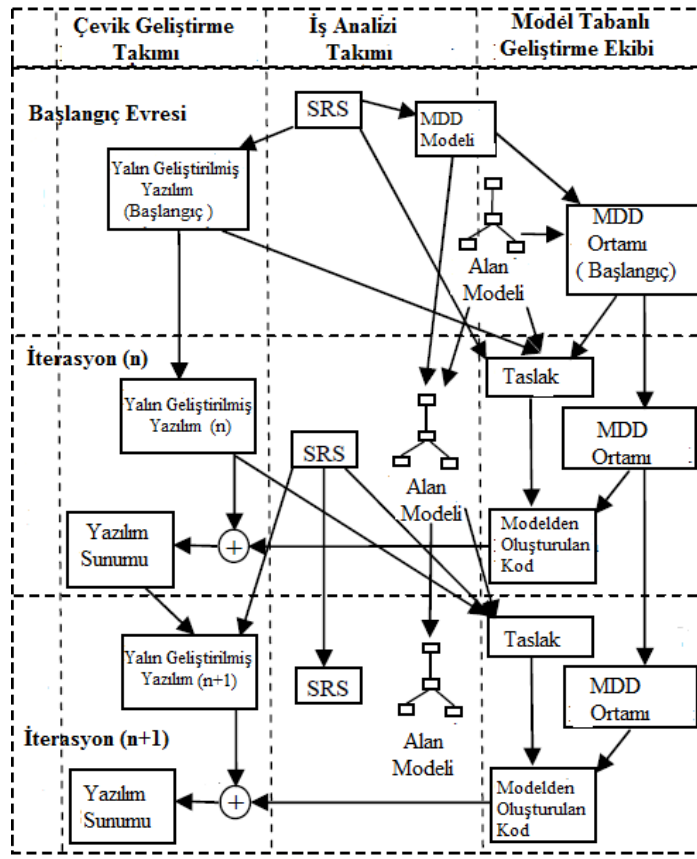 Çevik Geliştirme
Takımı
İş Analizi
Takımı
Model Tabanlı
Geliştirme Ekibi
Başlangıç Evresi
SRS
MDD
Modeli
Yalın Geliştirilmiş
Yazılım
(Başlangıç )
Alan
Modeli
MDD
Ortamı
( Başlangıç)
İterasyon (n)
Taslak
Yalın Geliştirilmiş
Yazılım (n)
SRS
Alan
Modeli
MDD
Ortamı
Yazılım
Sunumu
+
Modelden
Oluşturulan
Kod
Yalın Geliştirilmiş
Yazılım (n+1)
SRS
Taslak
MDD
Ortamı
İterasyon (n+1)
Alan
Modeli
Yazılım
Sunumu
+
Modelden
Oluşturulan
Kod